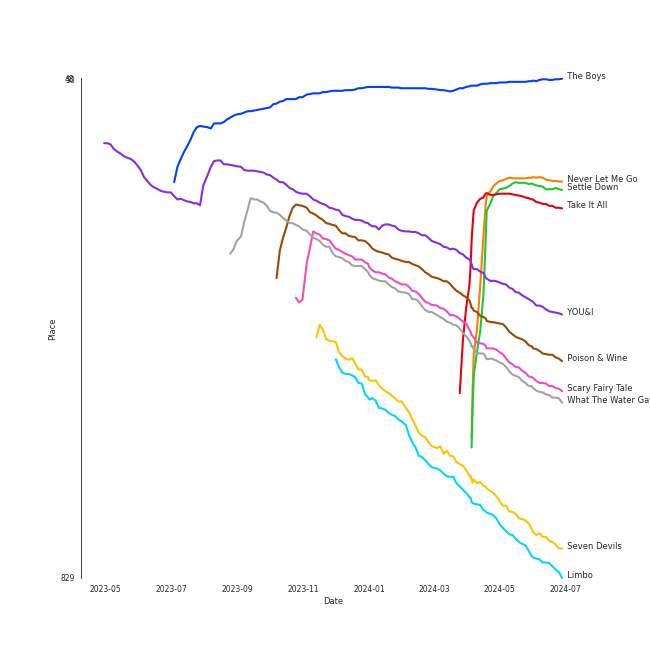 The Boys
Never Let Me Go
Settle Down
Take It All
YOU&I
Poison & Wine
Scary Fairy Tale
What The Water Ga
Seven Devils
Limbo
829
Place
2023-05 2023-07 2023-09 2023-11 2024-01 2024-03 2024-05 2024-07
Date